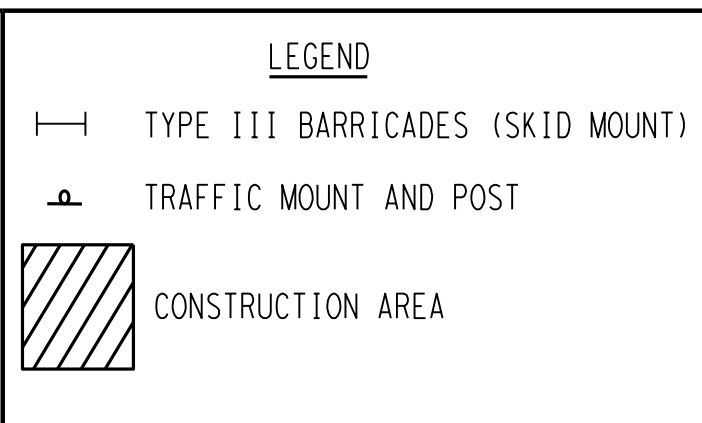 LEGEND
TYPE III BARRICADES (SKID MOUNT)
TRAFFIC MOUNT AND POST
CONSTRUCTION AREA